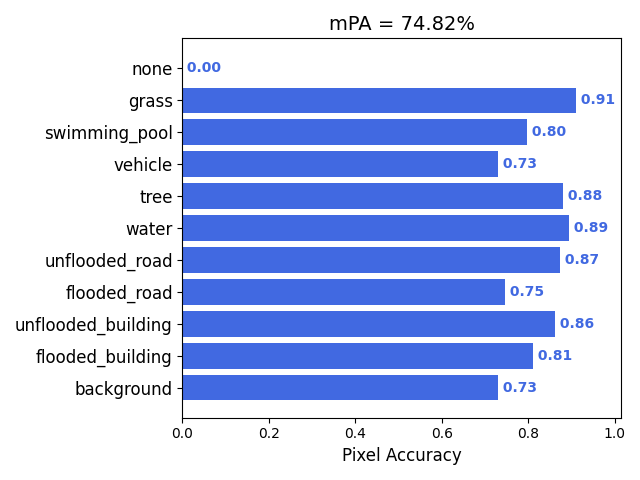 mPA = 74.82%
none 0.00
grass 0.91
swimming_pool 0.80
vehicle 0.73
tree 0.88
water 0.89
unflooded_road 0.87
flooded_road 0.75
unflooded_building 0.86
flooded_building 0.81
background 0.73
0.0 0.2 0.4 0.6 0.8 1.0
Pixel Accuracy